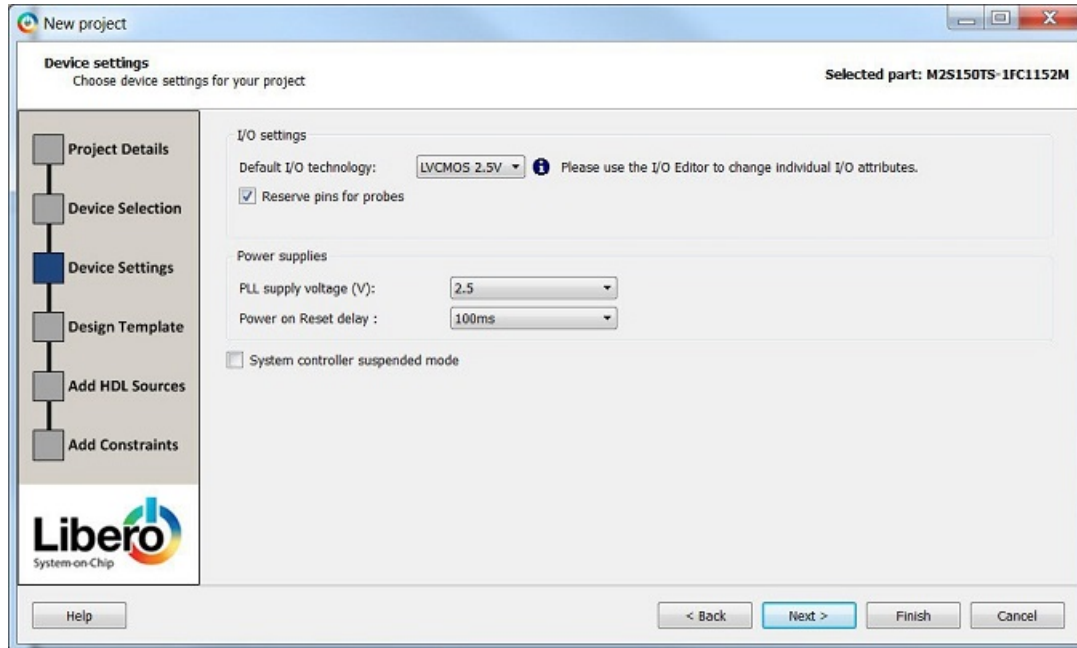 New project
Device settings
Choose device settings for your project
Selected part: M2S150TS-1FC1152M
Project Details
Device Selection
Device Settings
Design Template
Add HDL Sources
Add Constraints
I/O settings
Default I/O technology: LVCMOS 2.5V Please use the I/O Editor to change individual I/O attributes.
Reserve pins for probes
Power supplies
PLL supply voltage (V): 2.5
Power on Reset delay : 100ms
System controller suspended mode
Libero
System-on-Chip
Help < Back Next > Finish Cancel